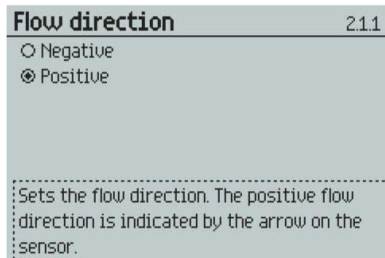 Flow direction 2.1.1
Negative
Positive
Sets the flow direction. The positive flow
direction is indicated by the arrow on the
sensor.